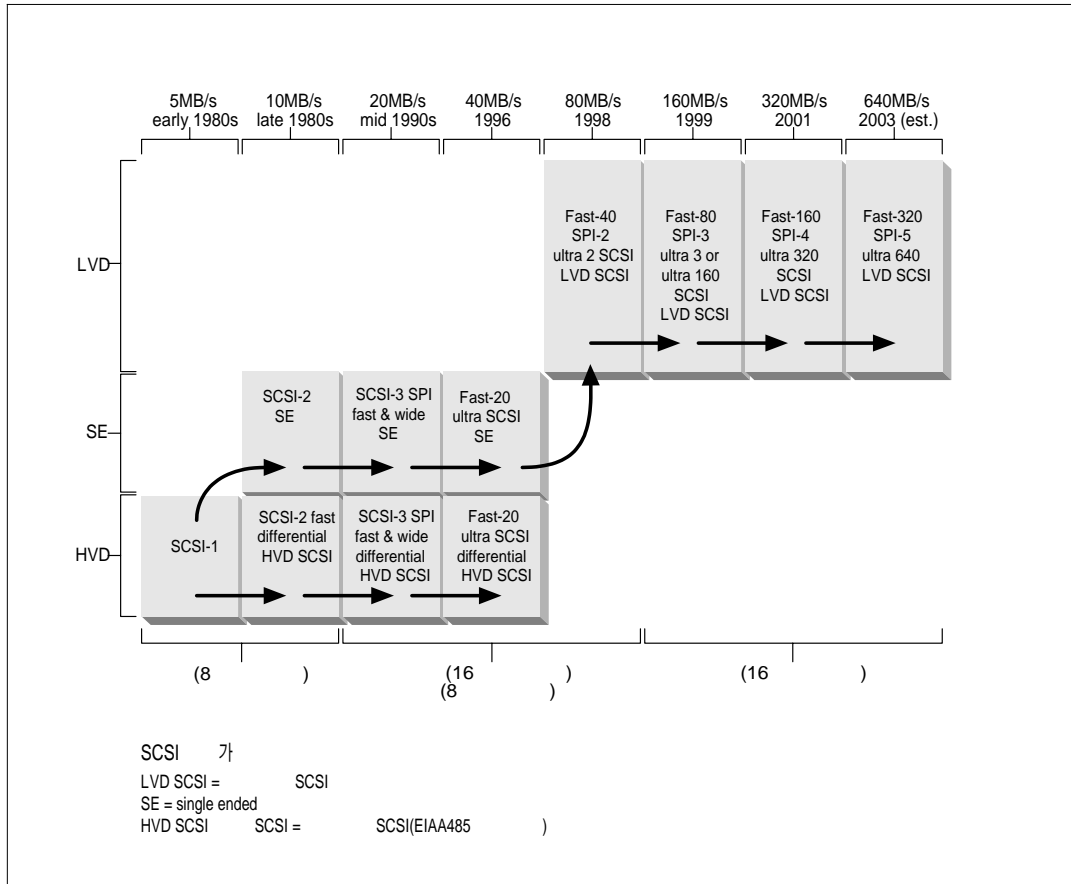 5MB/s
early 1980s
10MB/s
late 1980s
20MB/s
mid 1990s
40MB/s
1996
80MB/s
1998
160MB/s
1999
320MB/s
2001
640MB/s
2003 (est.)
LVD
Fast-40
SPI-2
ultra 2 SCSI
LVD SCSI
Fast-80
SPI-3
ultra 3 or
ultra 160
SCSI
LVD SCSI
Fast-160
SPI-4
ultra 320
SCSI
LVD SCSI
Fast-320
SPI-5
ultra 640
LVD SCSI
SE
SCSI-2
SE
SCSI-3 SPI
fast & wide
SE
Fast-20
ultra SCSI
SE
HVD
SCSI-1
SCSI-2 fast
differential
HVD SCSI
SCSI-3 SPI
fast & wide
differential
HVD SCSI
Fast-20
ultra SCSI
differential
HVD SCSI
(8 )
(16 )
(8 )
(16 )
SCSI 가
LVD SCSI = SCSI
SE = single ended
HVD SCSI SCSI = SCSI(EIAA485 )